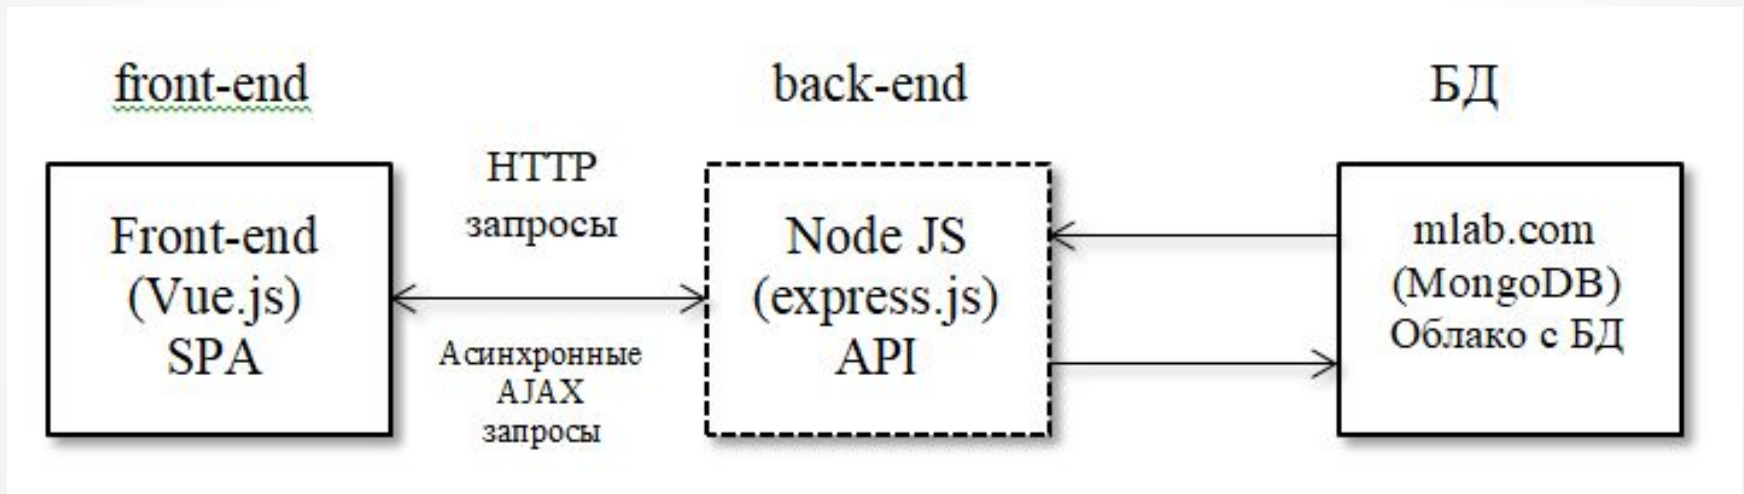 front-end
back-end
БД
Front-end
(Vue.js)
SPA
HTTP
запросы
Асинхронные
AJAX
запросы
Node JS
(express.js)
API
mlab.com
(MongoDB)
Облако с БД